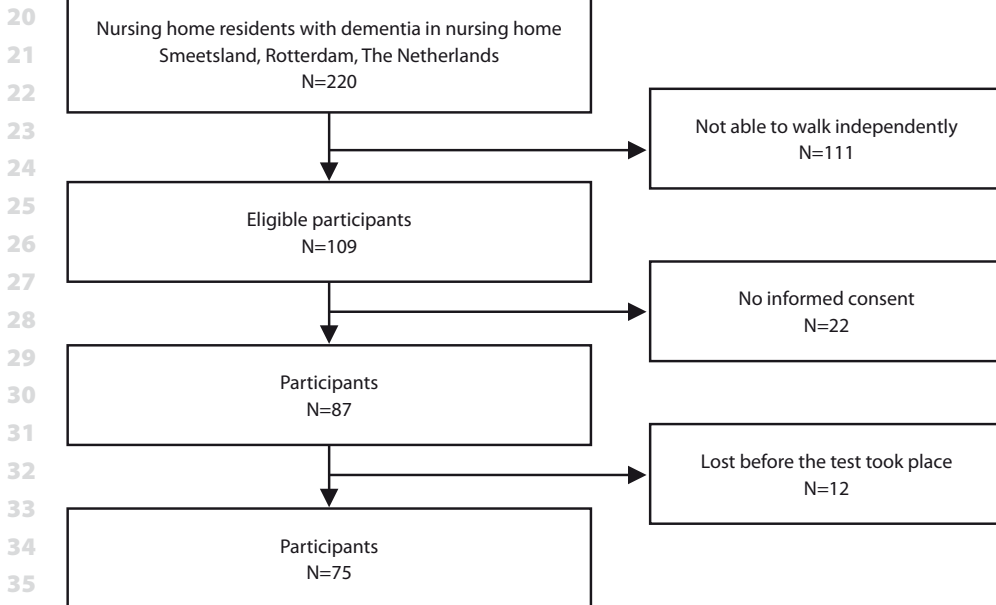 20
21
22
23
24
25
26
27
28
29
30
31
32
33
34
35
Nursing home residents with dementia in nursing home
Smeetsland, Rotterdam, The Netherlands
N=220
Not able to walk independently
N=111
Eligible participants
N=109
No informed consent
N=22
Participants
N=87
Lost before the test took place
N=12
Participants
N=75